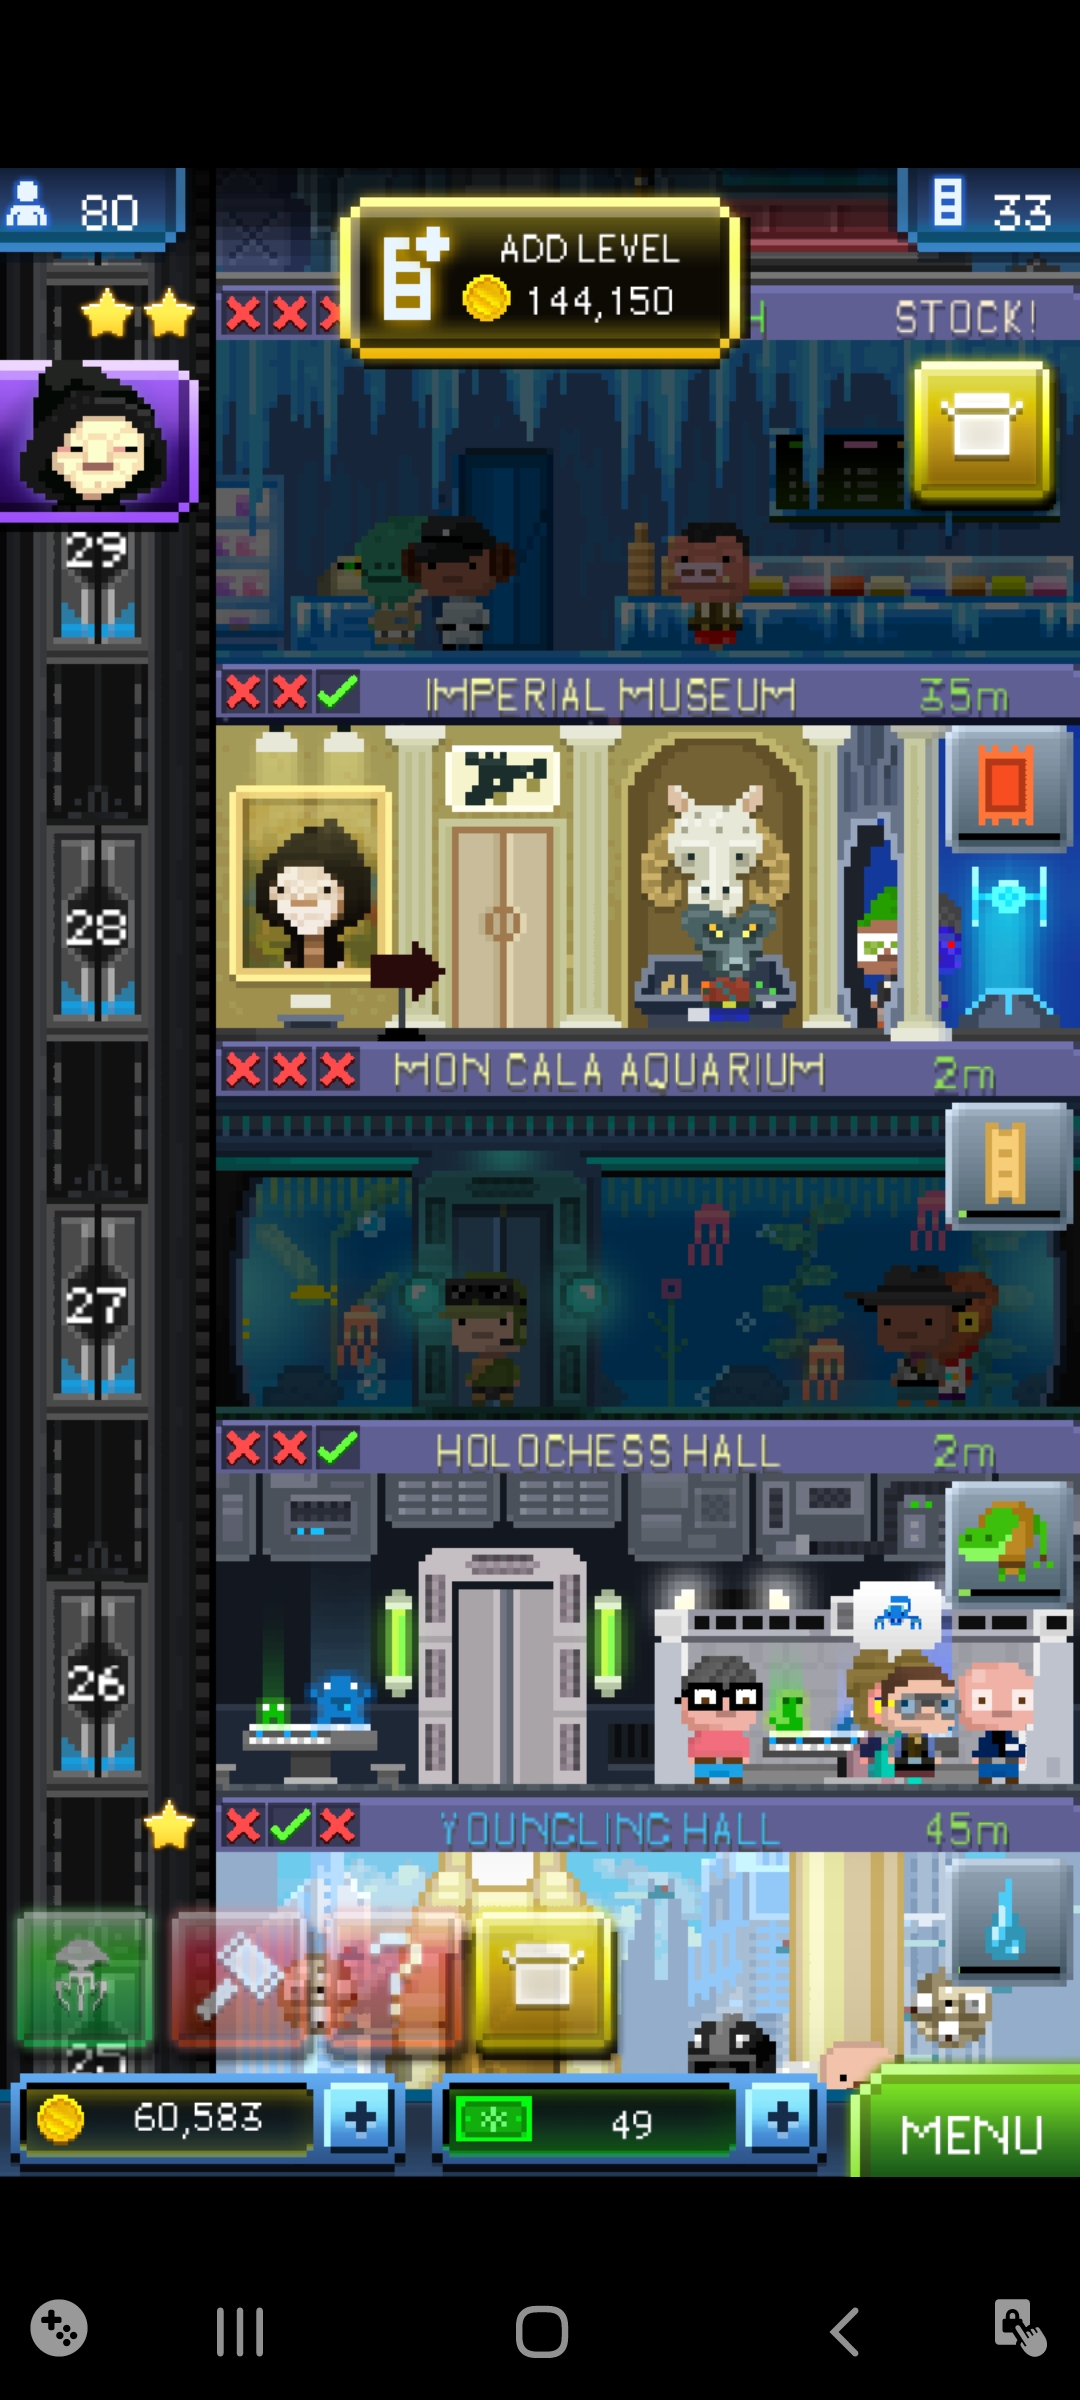 80
ADD LEVEL
144,150
33
STOCK!
29
IMPERIAL MUSEUM 35m
28
MON CALA AQUARIUM 2m
27
HOLOCHESS HALL 2m
26
YOUNGLING HALL 45m
25
60,583
49
MENU